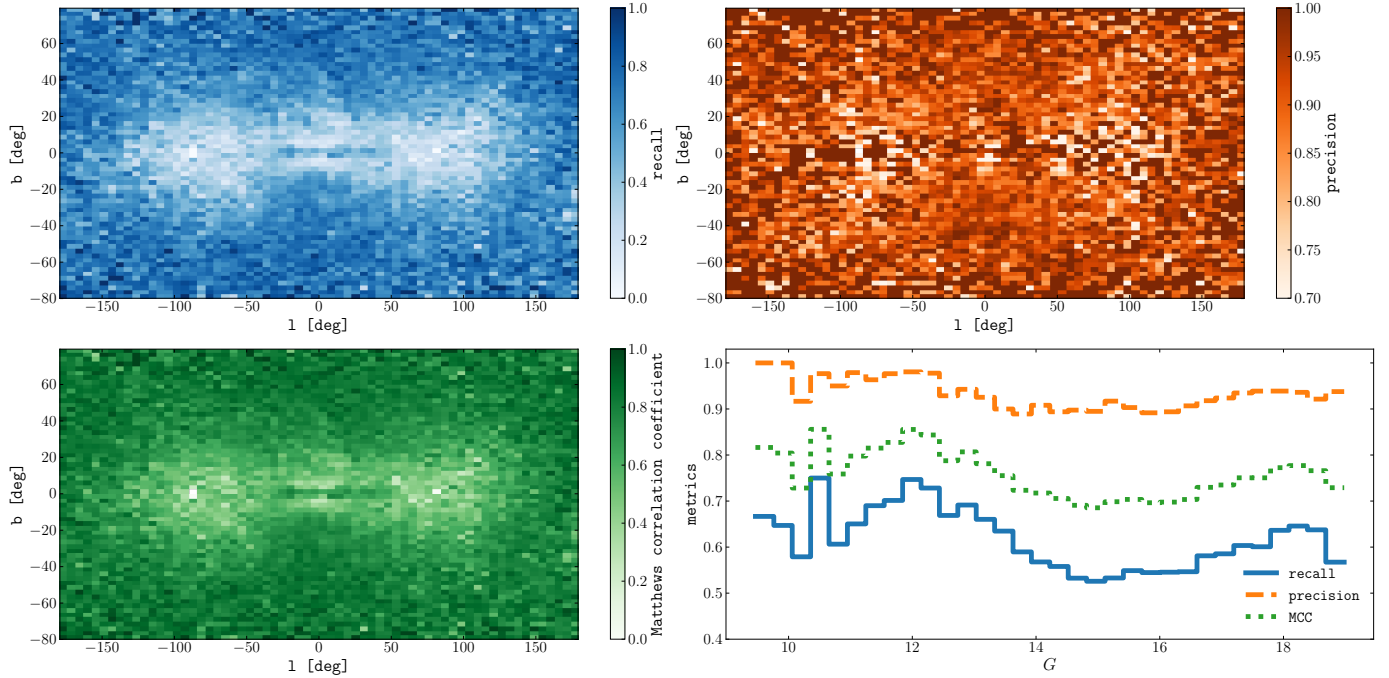 1.0
0.8
0.6
0.4
0.2
0.0
recall
60
40
20
0
−20
−40
−60
−80
b [deg]
−150 −100 −50 0 50 100 150
l [deg]
1.00
0.95
0.90
0.85
0.80
0.75
0.70
precision
60
40
20
0
−20
−40
−60
−80
b [deg]
−150 −100 −50 0 50 100 150
l [deg]
1.0
0.8
0.6
0.4
0.2
0.0
Matthews correlation coefficient
60
40
20
0
−20
−40
−60
−80
b [deg]
−150 −100 −50 0 50 100 150
l [deg]
1.0
0.9
0.8
0.7
0.6
0.5
0.4
metrics
recall
precision
MCC
10 12 14 16 18
G